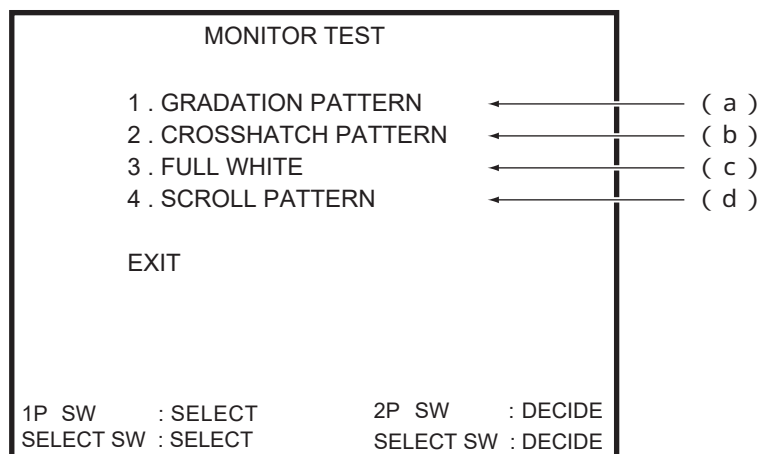 MONITOR TEST
1 . GRADATION PATTERN ( a )
2 . CROSSHATCH PATTERN ( b )
3 . FULL WHITE ( c )
4 . SCROLL PATTERN ( d )
EXIT
1P SW : SELECT 2P SW : DECIDE
SELECT SW : SELECT SELECT SW : DECIDE